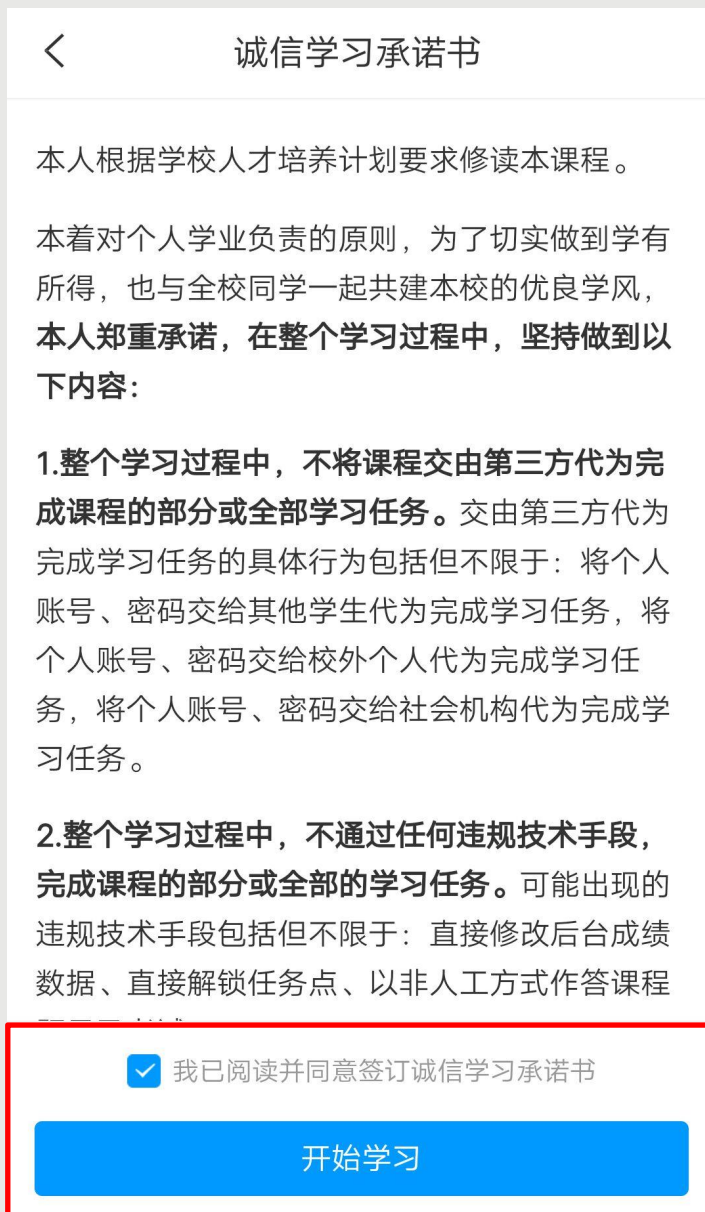 诚信学习承诺书
本人根据学校人才培养计划要求修读本课程。
本着对个人学业负责的原则，为了切实做到学有
所得，也与全校同学一起共建本校的优良学风，
本人郑重承诺，在整个学习过程中，坚持做到以
下内容：
1.整个学习过程中，不将课程交由第三方代为完
成课程的部分或全部学习任务。交由第三方代为
完成学习任务的具体行为包括但不限于：将个人
账号、密码交给其他学生代为完成学习任务，将
个人账号、密码交给校外个人代为完成学习任
务，将个人账号、密码交给社会机构代为完成学
习任务。
2.整个学习过程中，不通过任何违规技术手段，
完成课程的部分或全部的学习任务。可能出现的
违规技术手段包括但不限于：直接修改后台成绩
数据、直接解锁任务点、以非人工方式作答课程
我已阅读并同意签订诚信学习承诺书
开始学习